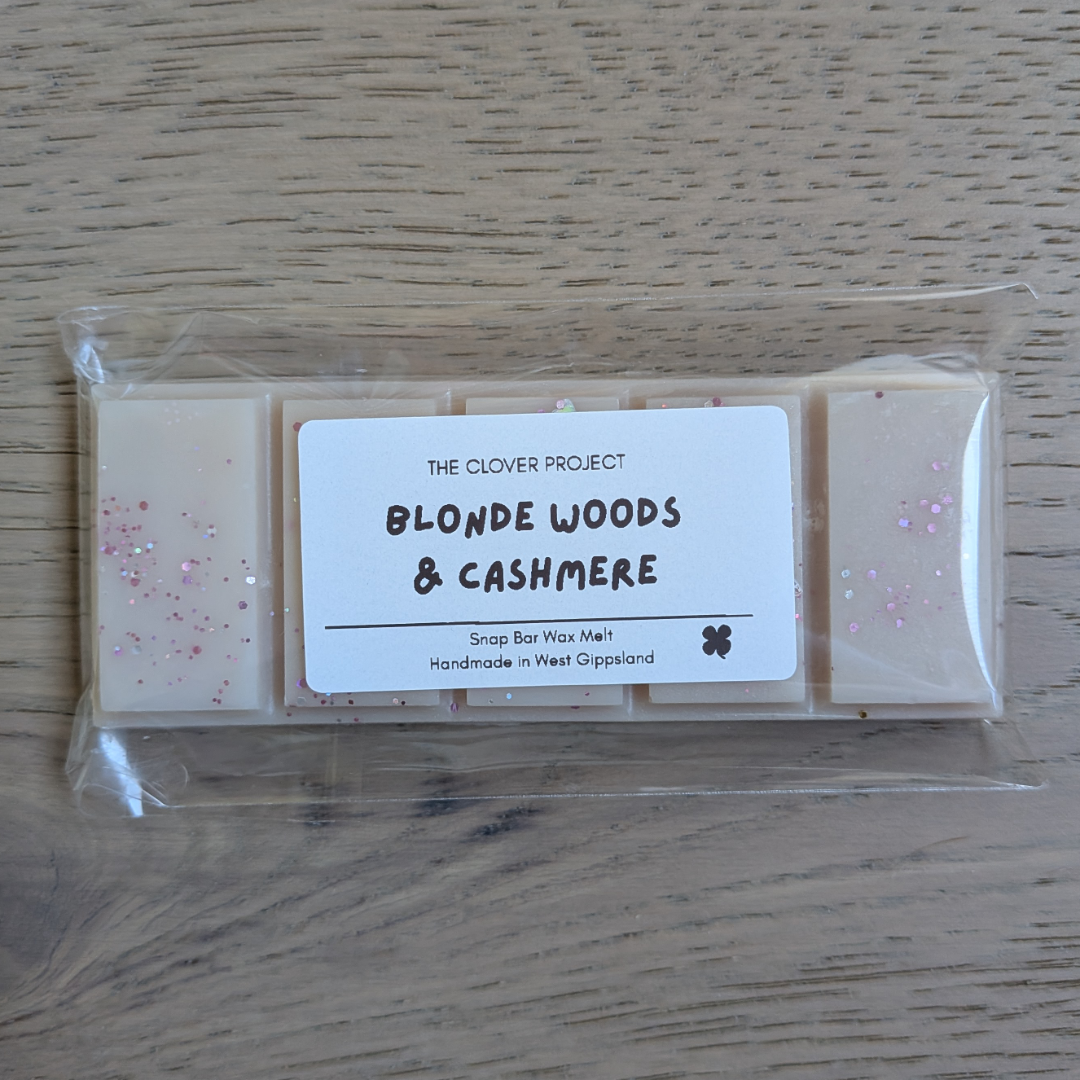 THE CLOVER PROJECT
BLONDE WOODS
& CASHMERE
Snap Bar Wax Melt
Handmade in West Gippsland